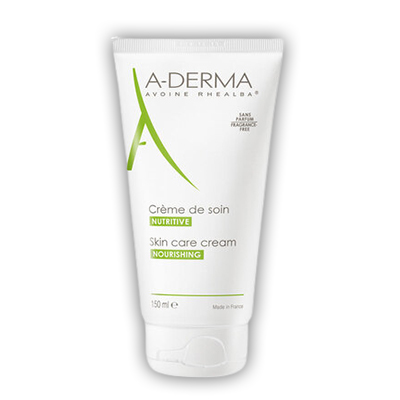 A-DERMA
AVOINE RHEALBA®
SANS
PARFUM
FRAGRANCE-
FREE
Crème de soin
NUTRITIVE
Skin care cream
NOURISHING
150 ml e
Made in France